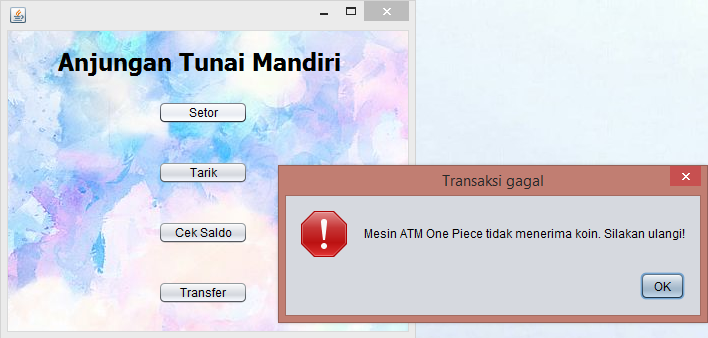 Anjungan Tunai Mandiri
Setor
Tarik
Cek Saldo
Transfer
Transaksi gagal
Mesin ATM One Piece tidak menerima koin. Silakan ulangi!
OK